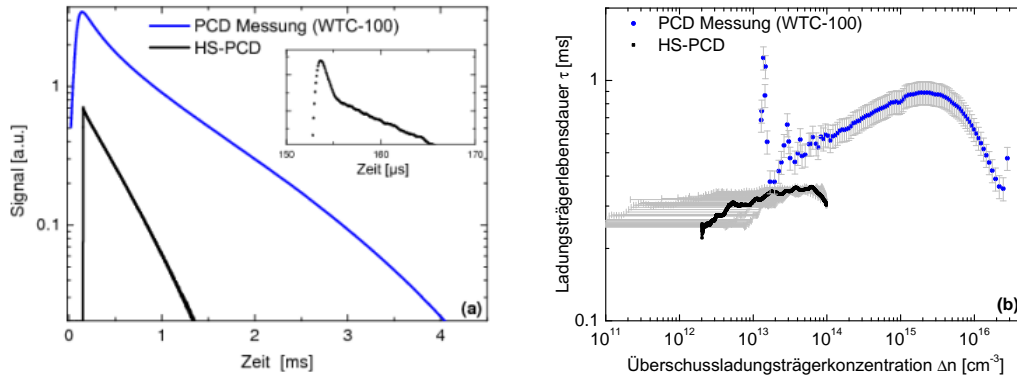 PCD Messung (WTC-100)
HS-PCD
Signal [a.u.]
1
0.1
150 160 170
Zeit [µs]
0 1 2 3 4
Zeit [ms]
(a)
PCD Messung (WTC-100)
HS-PCD
Ladungsträgerlebensdauer τ [ms]
1
0.1
10¹¹ 10¹² 10¹³ 10¹⁴ 10¹⁵ 10¹⁶
Überschussladungsträgerkonzentration Δn [cm⁻³]
(b)